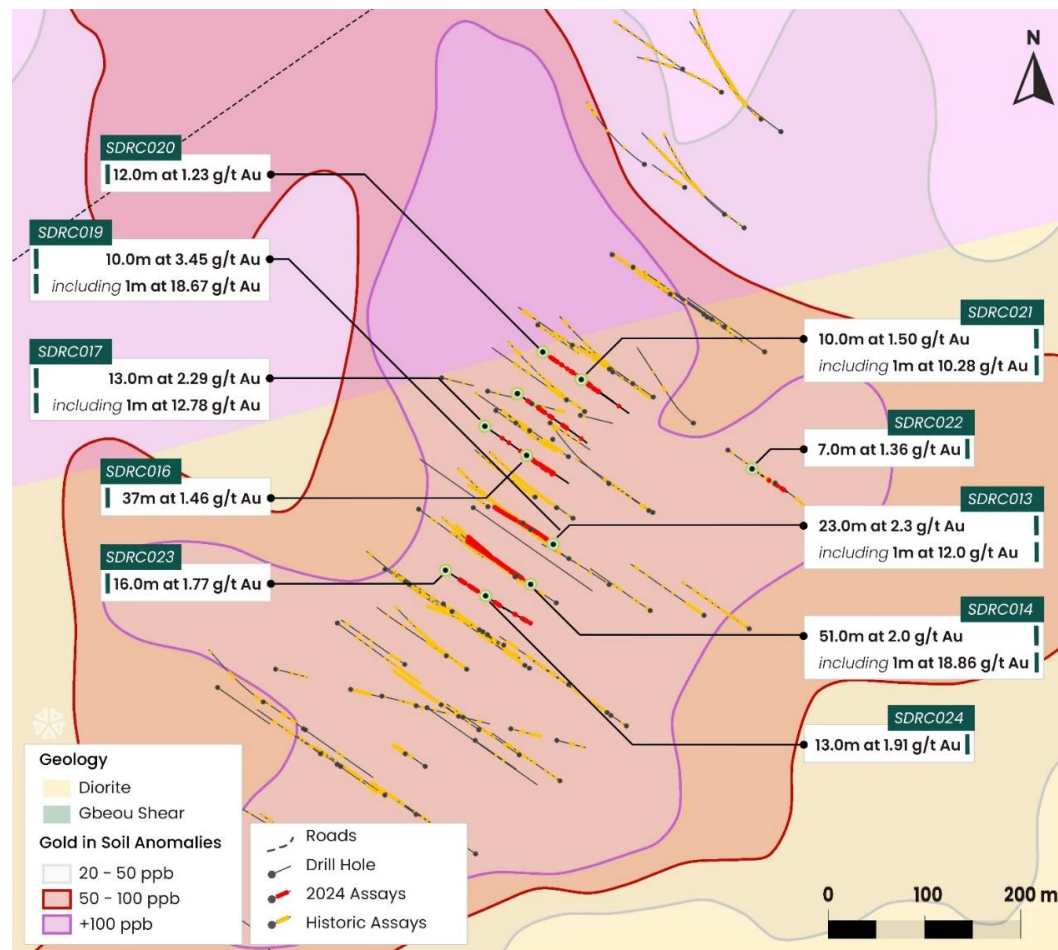 N
SDRC020
12.0m at 1.23 g/t Au
SDRC019
10.0m at 3.45 g/t Au
including 1m at 18.67 g/t Au
SDRC017
13.0m at 2.29 g/t Au
including 1m at 12.78 g/t Au
SDRC016
37m at 1.46 g/t Au
SDRC023
16.0m at 1.77 g/t Au
SDRC021
10.0m at 1.50 g/t Au
including 1m at 10.28 g/t Au
SDRC022
7.0m at 1.36 g/t Au
SDRC013
23.0m at 2.3 g/t Au
including 1m at 12.0 g/t Au
SDRC014
51.0m at 2.0 g/t Au
including 1m at 18.86 g/t Au
SDRC024
13.0m at 1.91 g/t Au
Geology
Diorite
Gbeou Shear
Gold in Soil Anomalies
20 - 50 ppb
50 - 100 ppb
+100 ppb
Roads
Drill Hole
2024 Assays
Historic Assays
0 100 200 m